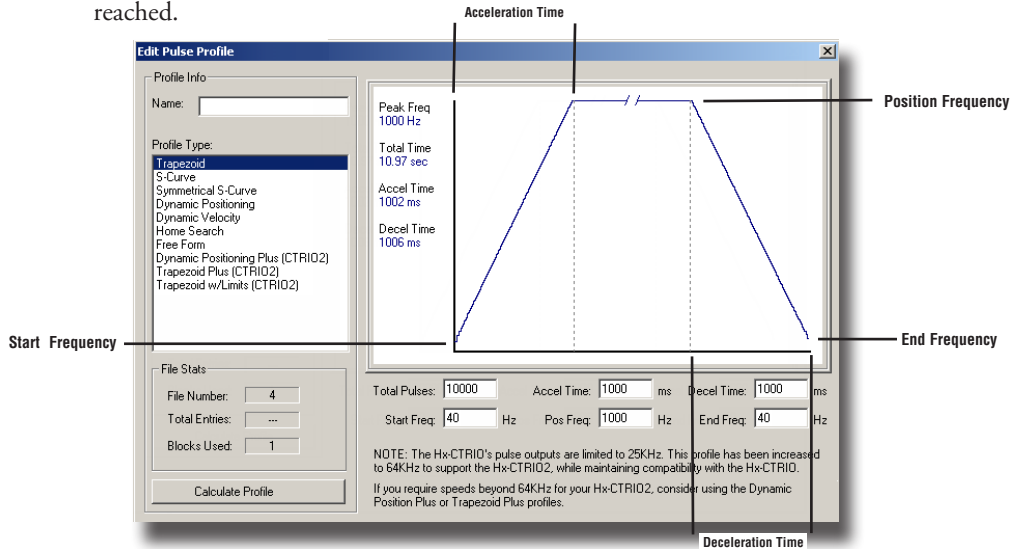 reached.
Acceleration Time
Edit Pulse Profile
Profile Info
Name:
Profile Type:
Trapezoid
S-Curve
Symmetrical S-Curve
Dynamic Positioning
Dynamic Velocity
Home Search
Free Form
Dynamic Positioning Plus (CTRIO2)
Trapezoid Plus (CTRIO2)
Trapezoid w/Limits (CTRIO2)
File Stats
File Number: 4
Total Entries: ---
Blocks Used: 1
Calculate Profile
Peak Freq
1000 Hz
Total Time
10.97 sec
Accel Time
1002 ms
Decel Time
1006 ms
Position Frequency
Start Frequency
End Frequency
Total Pulses: 10000 Accel Time: 1000 ms Decel Time: 1000 ms
Start Freq: 40 Hz Pos Freq: 1000 Hz End Freq: 40 Hz
NOTE: The Hx-CTRIO's pulse outputs are limited to 25KHz. This profile has been increased
to 64KHz to support the Hx-CTRIO2, while maintaining compatibility with the Hx-CTRIO.
If you require speeds beyond 64KHz for your Hx-CTRIO2, consider using the Dynamic
Position Plus or Trapezoid Plus profiles.
Deceleration Time